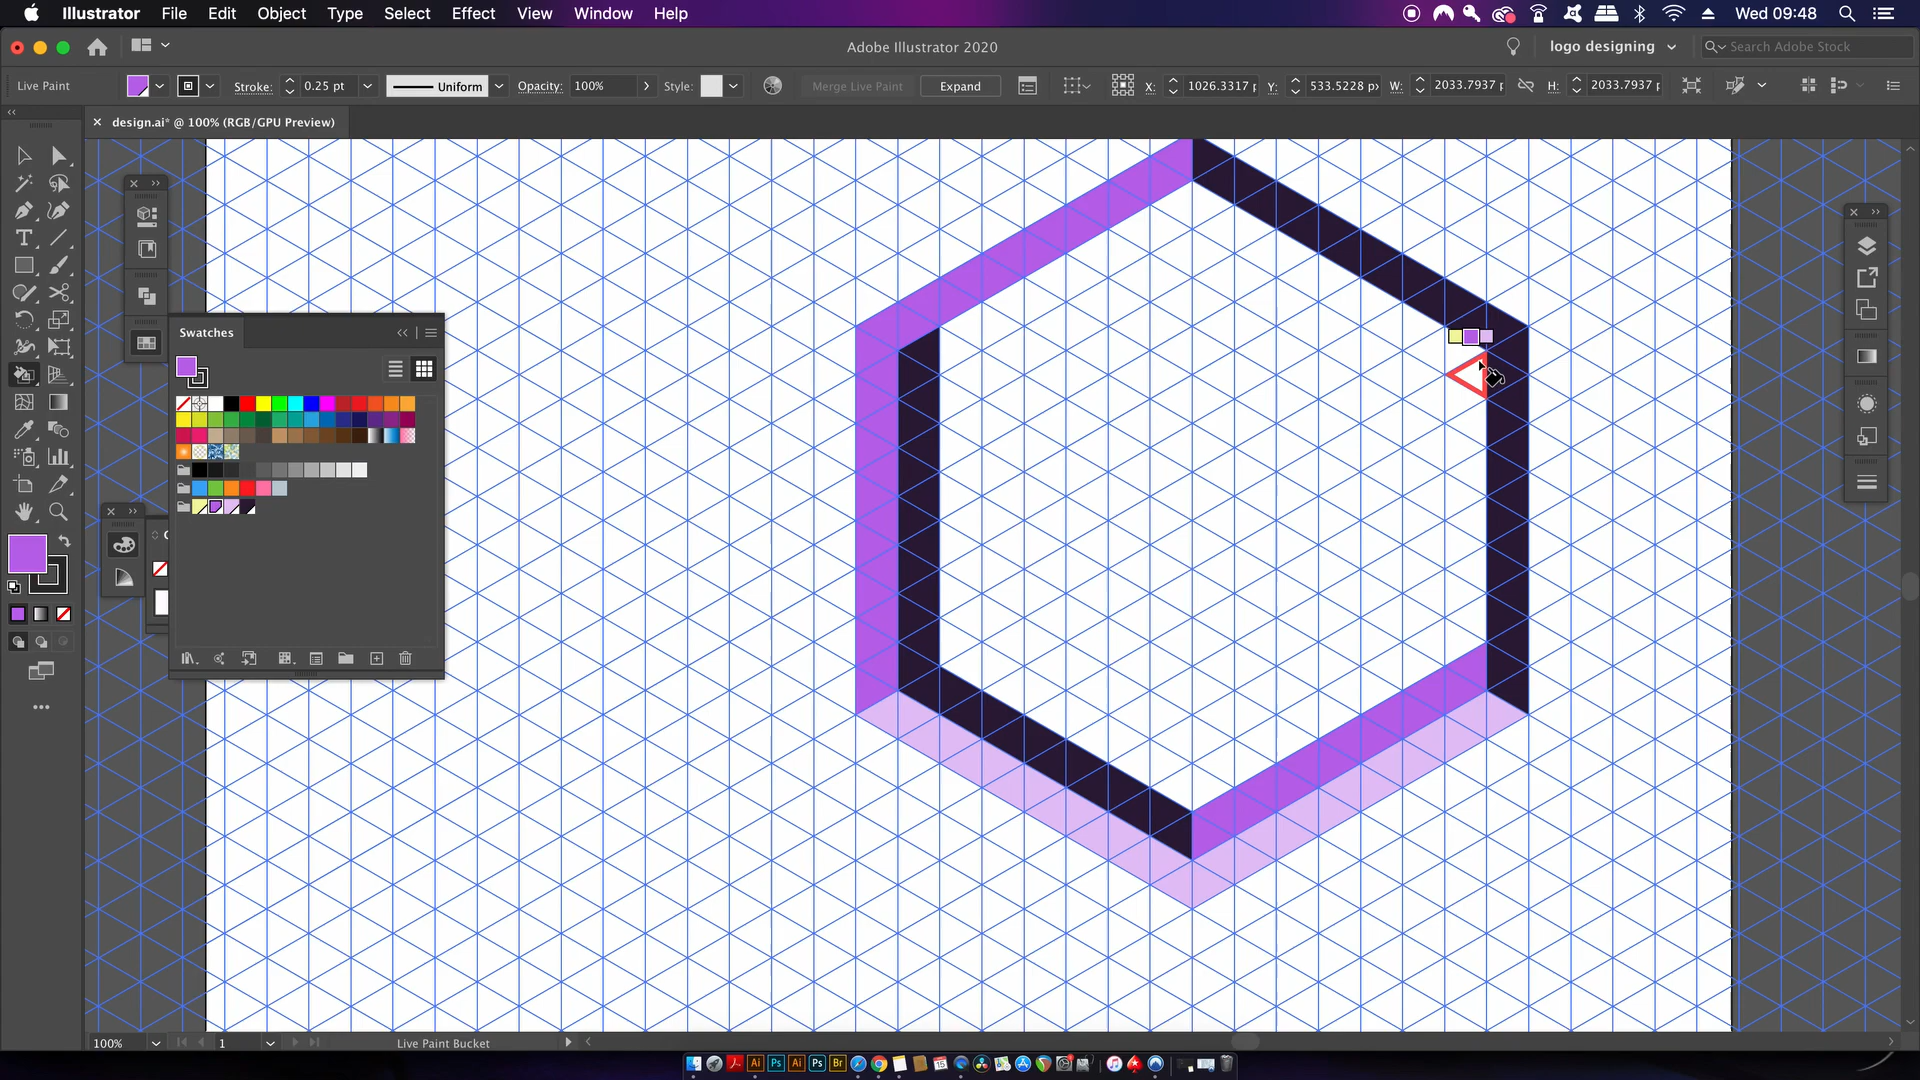 Illustrator File Edit Object Type Select Effect View Window Help Wed 09:48
Adobe Illustrator 2020 logo designing Search Adobe Stock
Live Paint Stroke: 0.25 pt Uniform Opacity: 100% Style: Merge Live Paint Expand X: 1026.3317 p Y: 533.5228 px W: 2033.7937 p H: 2033.7937 p
design.ai* @ 100% (RGB/GPU Preview)
Swatches
100% 1 Live Paint Bucket